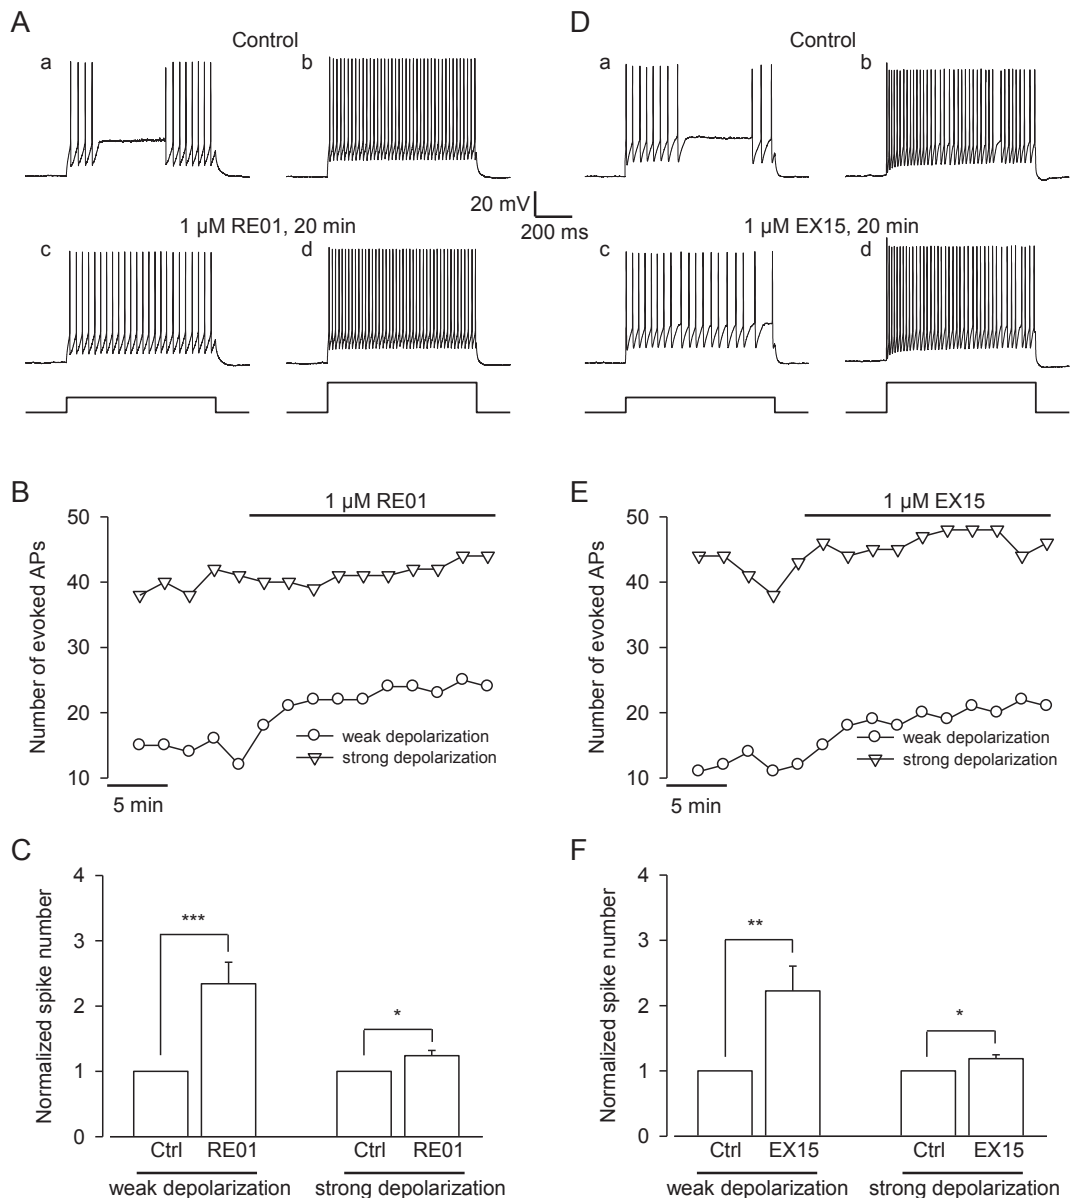 A
Control
a
b
20 mV
200 ms
1 µM RE01, 20 min
c
d
D
Control
a
b
1 µM EX15, 20 min
c
d
B
1 µM RE01
Number of evoked APs
50
40
30
20
10
weak depolarization
strong depolarization
5 min
E
1 µM EX15
Number of evoked APs
50
40
30
20
10
weak depolarization
strong depolarization
5 min
C
Normalized spike number
4
3
2
1
0
***
*
Ctrl RE01 Ctrl RE01
weak depolarization strong depolarization
F
Normalized spike number
4
3
2
1
0
**
*
Ctrl EX15 Ctrl EX15
weak depolarization strong depolarization